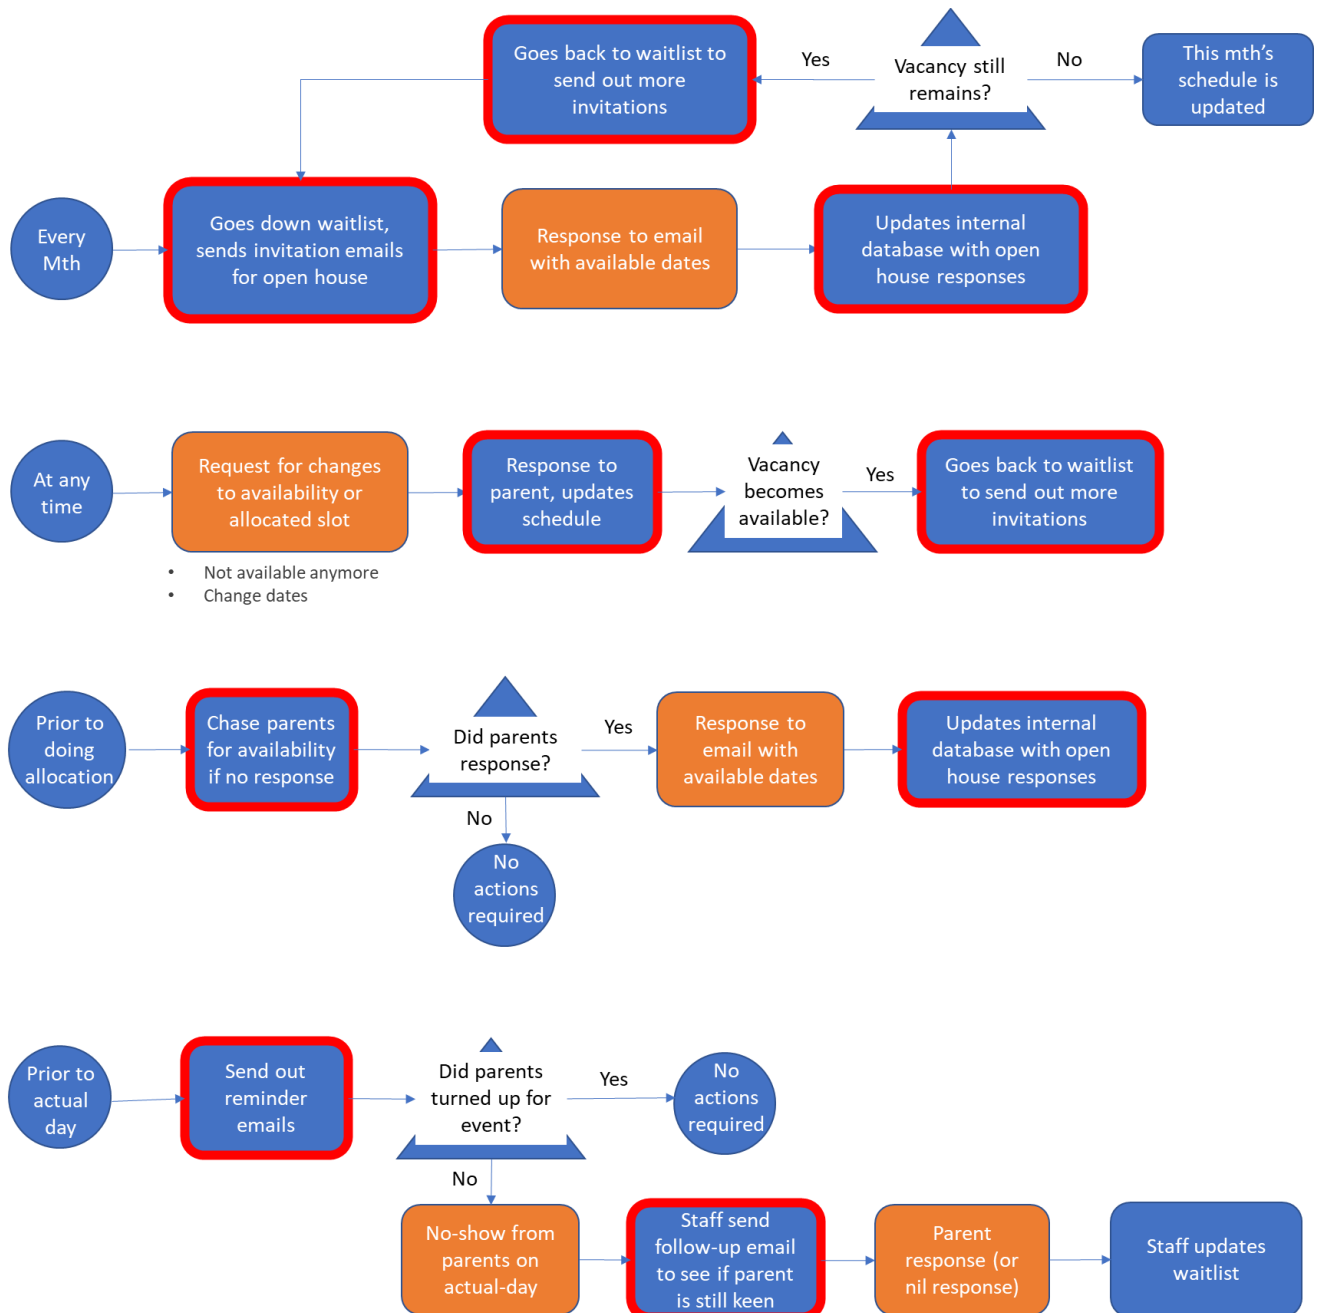 Goes back to waitlist to
send out more
invitations
Yes
Vacancy still
remains?
No
This mth’s
schedule is
updated
Every
Mth
Goes down waitlist,
sends invitation emails
for open house
Response to email
with available dates
Updates internal
database with open
house responses
At any
time
Request for changes
to availability or
allocated slot
Response to
parent, updates
schedule
Vacancy
becomes
available?
Yes
Goes back to waitlist
to send out more
invitations
• Not available anymore
• Change dates
Prior to
doing
allocation
Chase parents
for availability
if no response
Did parents
response?
Yes
Response to
email with
available dates
Updates internal
database with open
house responses
No
No
actions
required
Prior to
actual
day
Send out
reminder
emails
Did parents
turned up for
event?
Yes
No
actions
required
No
No-show from
parents on
actual-day
Staff send
follow-up email
to see if parent
is still keen
Parent
response (or
nil response)
Staff updates
waitlist